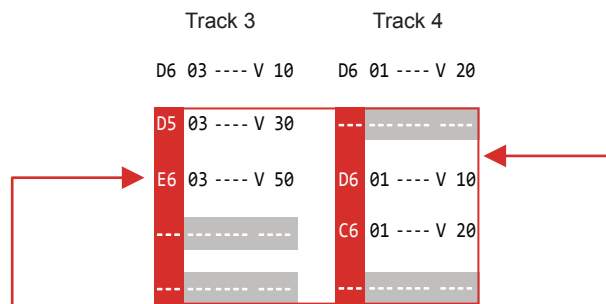 Track 3 Track 4
D6 03 ---- V 10 D6 01 ---- V 20
D5 03 ---- V 30 --- ------ ----
E6 03 ---- V 50 D6 01 ---- V 10
--- ------ ---- C6 01 ---- V 20
--- ------ ---- --- ------ ----